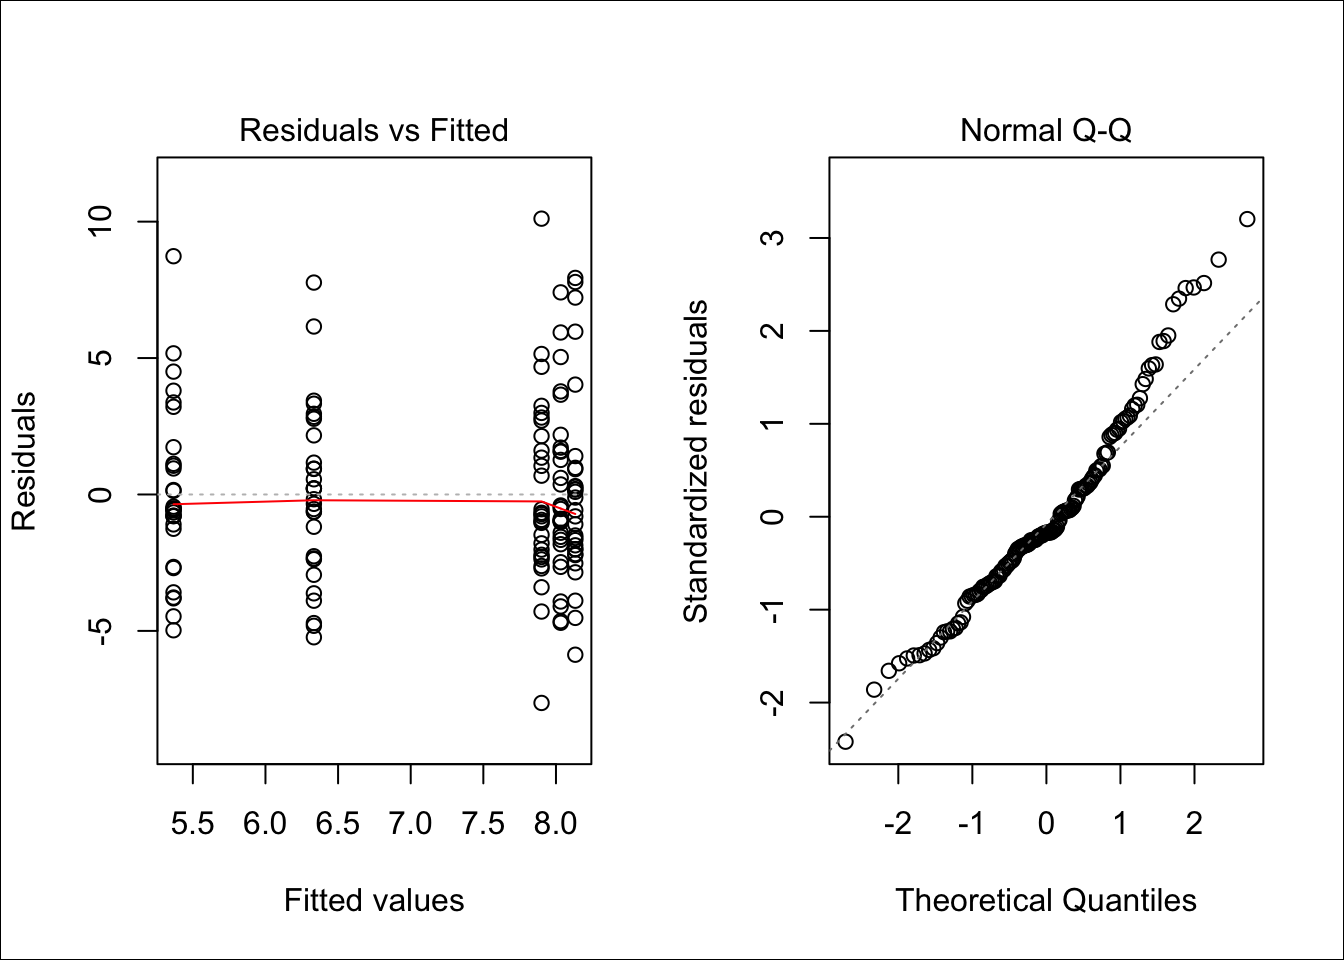 Residuals vs Fitted
Residuals
10
5
0
-5
5.5 6.0 6.5 7.0 7.5 8.0
Fitted values
Normal Q-Q
Standardized residuals
3
2
1
0
-1
-2
-2 -1 0 1 2
Theoretical Quantiles